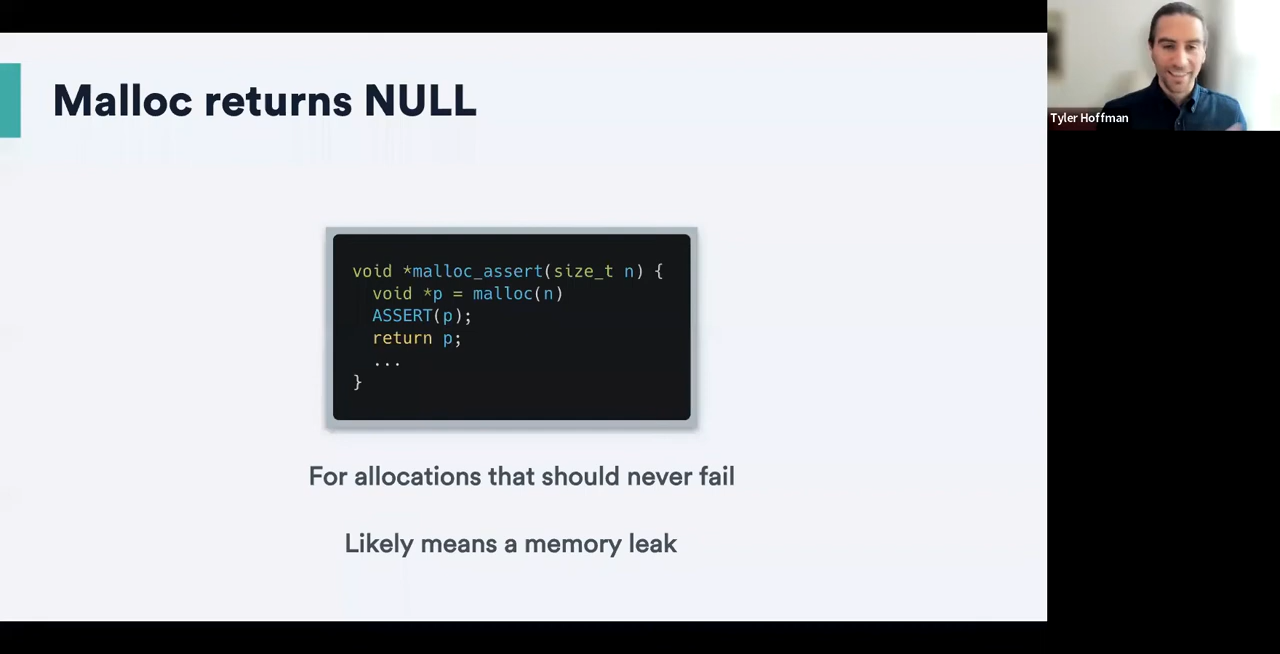 Malloc returns NULL
void *malloc_assert(size_t n) {
void *p = malloc(n)
ASSERT(p);
return p;
...
}
For allocations that should never fail
Likely means a memory leak
Tyler Hoffman